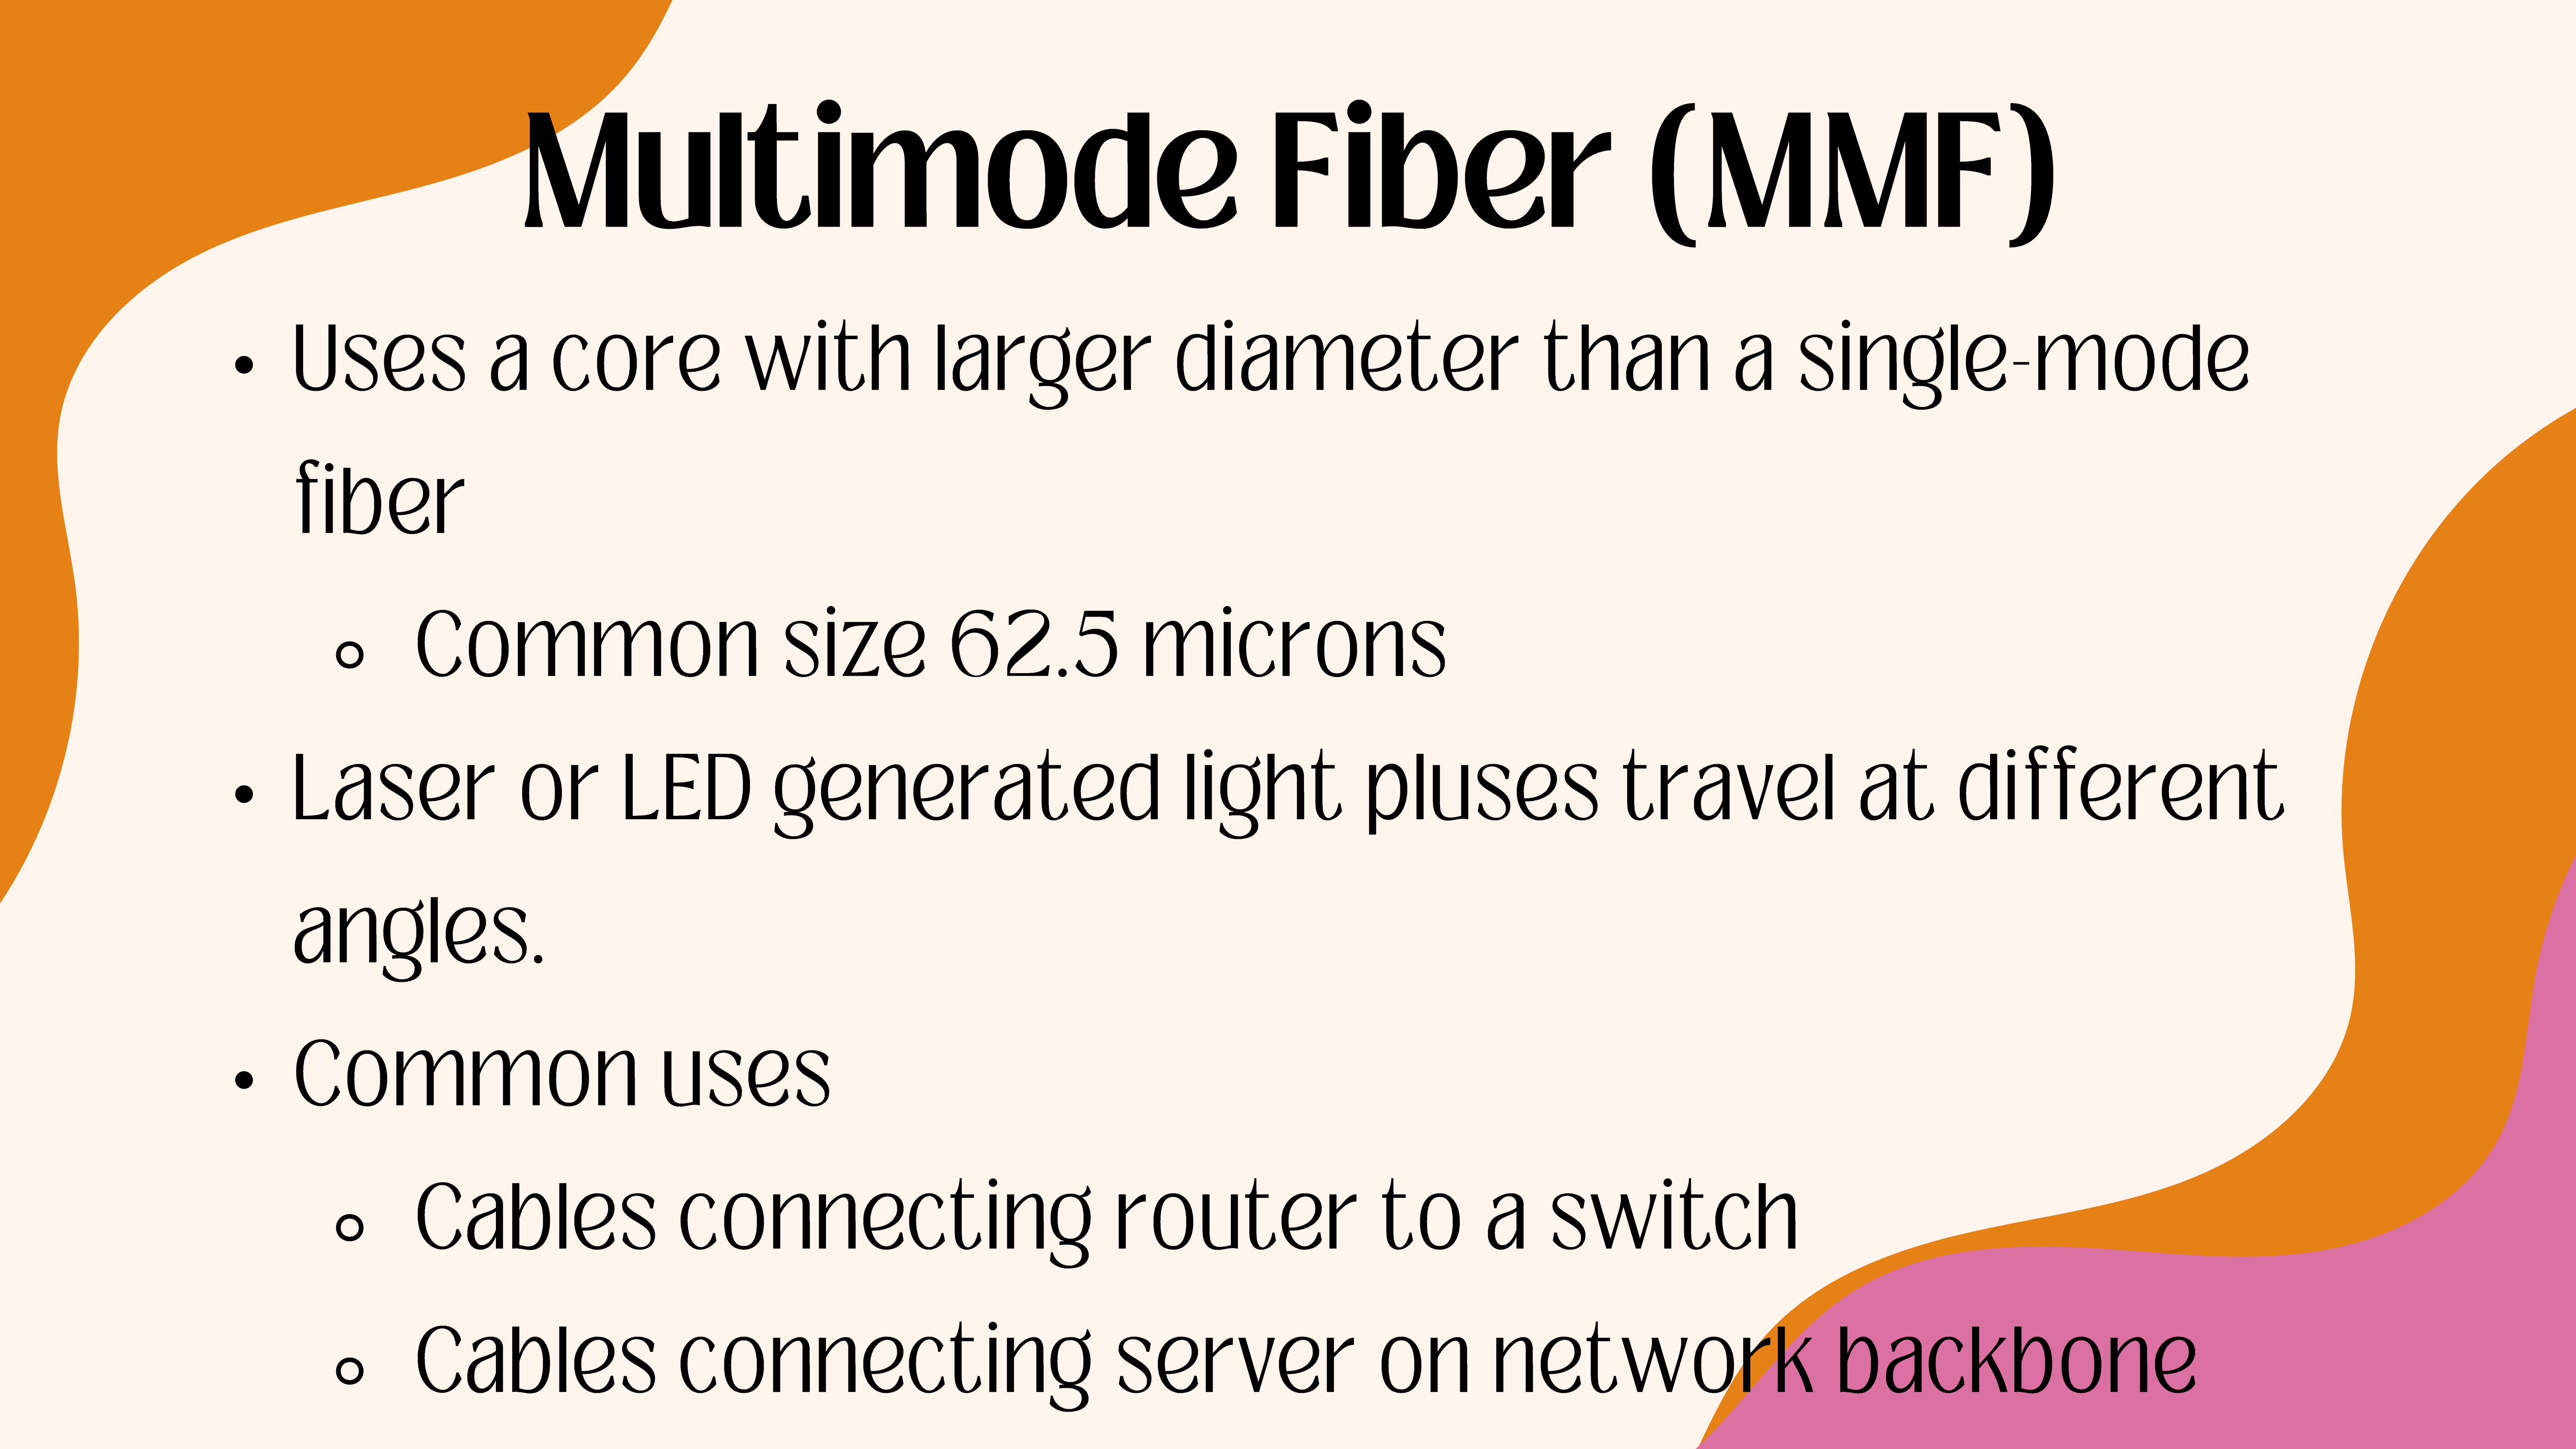 Multimode Fiber (MMF)
• Uses a core with larger diameter than a single-mode
fiber
◦ Common size 62.5 microns
• Laser or LED generated light pluses travel at different
angles.
• Common uses
◦ Cables connecting router to a switch
◦ Cables connecting server on network backbone